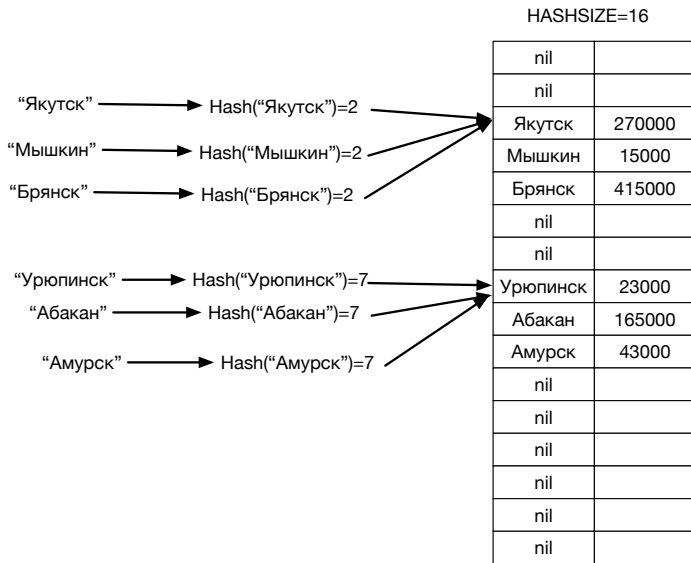 HASHSIZE=16
nil
nil
“Якутск” Hash(“Якутск”)=2 Якутск 270000
“Мышкин” Hash(“Мышкин”)=2 Мышкин 15000
“Брянск” Hash(“Брянск”)=2 Брянск 415000
nil
nil
“Урюпинск” Hash(“Урюпинск”)=7 Урюпинск 23000
“Абакан” Hash(“Абакан”)=7 Абакан 165000
“Амурск” Hash(“Амурск”)=7 Амурск 43000
nil
nil
nil
nil
nil
nil